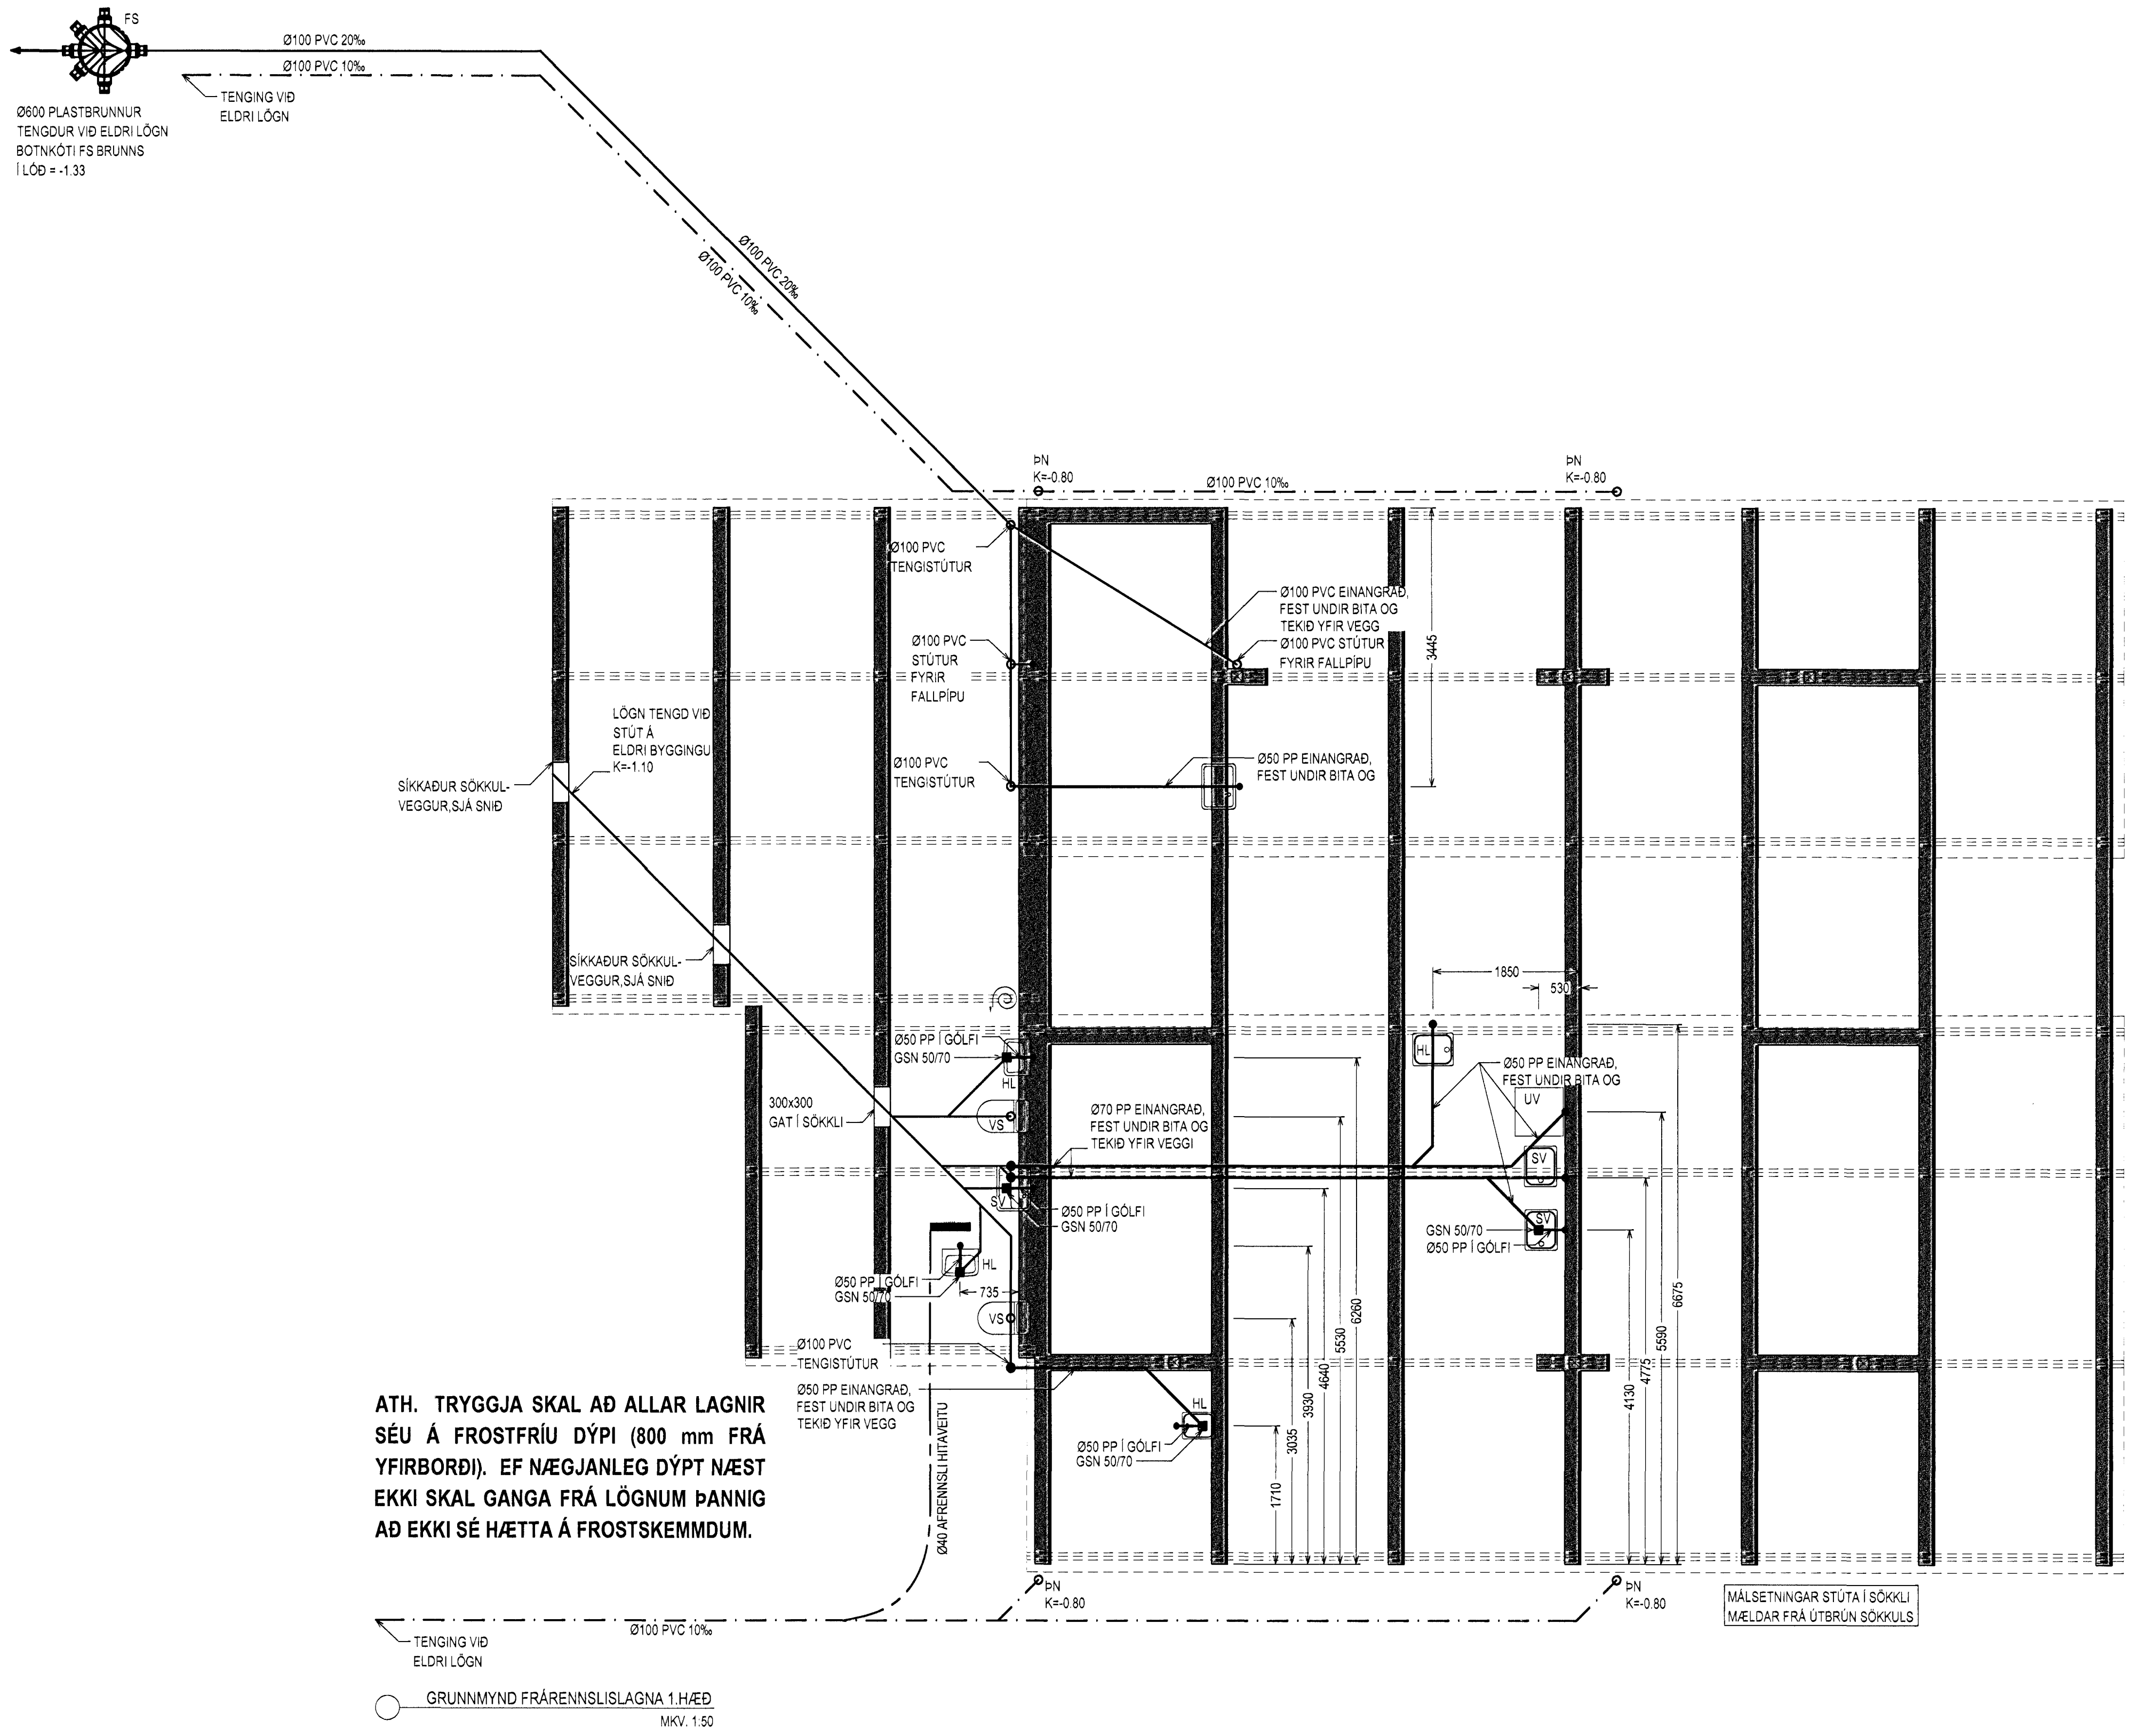 FS
Ø100 PVC 20‰
Ø100 PVC 10‰
TENGING VIÐ
ELDRI LÖGN
Ø600 PLASTBRUNNUR
TENGDUR VIÐ ELDRI LÖGN
BOTNKÓTI FS BRUNNS
Í LÓÐ = -1.33
Ø100 PVC 20‰
Ø100 PVC 10‰
ÞN
K=-0.80
Ø100 PVC 10‰
ÞN
K=-0.80
Ø100 PVC
TENGISTÚTUR
Ø100 PVC EINANGRAÐ,
FEST UNDIR BITA OG
TEKIÐ YFIR VEGG
Ø100 PVC STÚTUR
FYRIR FALLPÍPU
3445
Ø100 PVC
STÚTUR
FYRIR
FALLPÍPU
LÖGN TENGD VIÐ
STÚT Á
ELDRI BYGGINGU
K=-1.10
SÍKKAÐUR SÖKKUL-
VEGGUR,SJÁ SNIÐ
Ø100 PVC
TENGISTÚTUR
Ø50 PP EINANGRAÐ,
FEST UNDIR BITA OG
SÍKKAÐUR SÖKKUL-
VEGGUR,SJÁ SNIÐ
1850
530
Ø50 PP Í GÓLFI
GSN 50/70
HL
HL
Ø50 PP EINANGRAÐ,
FEST UNDIR BITA OG
UV
300x300
GAT Í SÖKKLI
VS
Ø70 PP EINANGRAÐ,
FEST UNDIR BITA OG
TEKIÐ YFIR VEGGI
SV
SV
Ø50 PP Í GÓLFI
GSN 50/70
SV
GSN 50/70
Ø50 PP Í GÓLFI
HL
Ø50 PP Í GÓLFI
GSN 50/70
735
VS
Ø100 PVC
TENGISTÚTUR
Ø50 PP EINANGRAÐ,
FEST UNDIR BITA OG
TEKIÐ YFIR VEGG
HL
Ø50 PP Í GÓLFI
GSN 50/70
1710
3035
3930
4640
5530
6260
4130
4775
5590
6675
ATH. TRYGGJA SKAL AÐ ALLAR LAGNIR
SÉU Á FROSTFRÍU DÝPI (800 mm FRÁ
YFIRBORÐI). EF NÆGJANLEG DÝPT NÆST
EKKI SKAL GANGA FRÁ LÖGNUM ÞANNIG
AÐ EKKI SÉ HÆTTA Á FROSTSKEMMDUM.
Ø40 AFRENNSLI HITAVEITU
ÞN
K=-0.80
ÞN
K=-0.80
MÁLSETNINGAR STÚTA Í SÖKKLI
MÆLDAR FRÁ ÚTBRÚN SÖKKULS
Ø100 PVC 10‰
TENGING VIÐ
ELDRI LÖGN
GRUNNMYND FRÁRENNSLISLAGNA 1.HÆÐ
MKV. 1:50